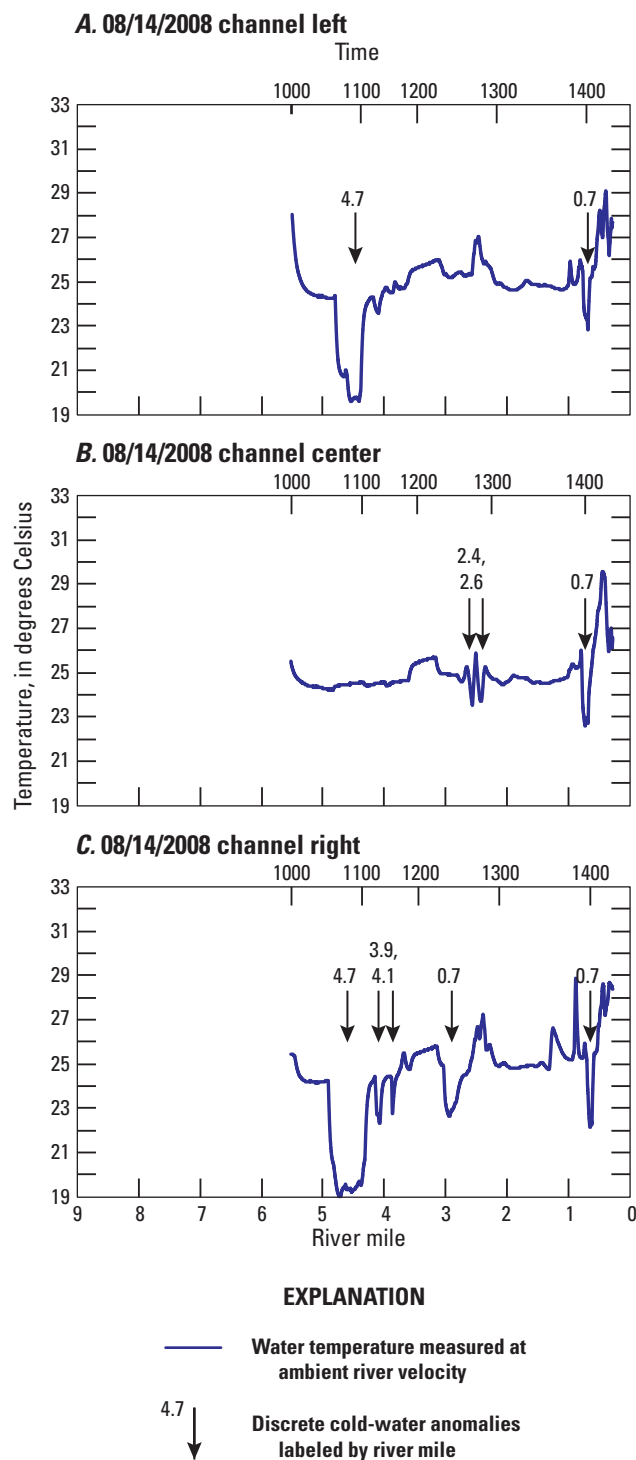 A. 08/14/2008 channel left
Time
1000 1100 1200 1300 1400
33
31
29
27
25
23
21
19
4.7
0.7
B. 08/14/2008 channel center
1000 1100 1200 1300 1400
33
31
29
27
25
23
21
19
2.4,
2.6
0.7
Temperature, in degrees Celsius
C. 08/14/2008 channel right
1000 1100 1200 1300 1400
33
31
29
27
25
23
21
19
3.9,
4.7 4.1 0.7 0.7
9 8 7 6 5 4 3 2 1 0
River mile
EXPLANATION
Water temperature measured at
ambient river velocity
4.7
Discrete cold-water anomalies
labeled by river mile